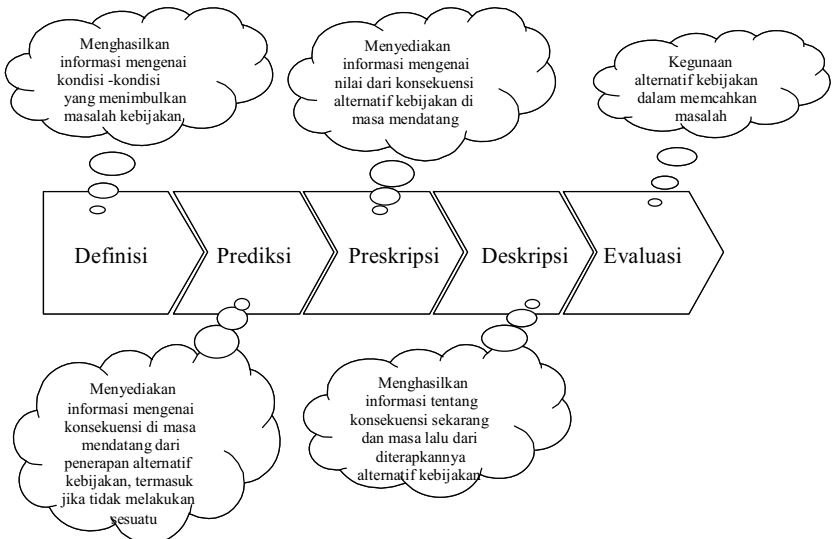 Menghasilkan
informasi mengenai
kondisi -kondisi
yang menimbulkan
masalah kebijakan
Menyediakan
informasi mengenai
nilai dari konsekuensi
alternatif kebijakan di
masa mendatang
Kegunaan
alternatif kebijakan
dalam memcahkan
masalah
Definisi
Prediksi
Preskripsi
Deskripsi
Evaluasi
Menyediakan
informasi mengenai
konsekuensi di masa
mendatang dari
penerapan alternatif
kebijakan, termasuk
jika tidak melakukan
sesuatu
Menghasilkan
informasi tentang
konsekuensi sekarang
dan masa lalu dari
diterapkannya
alternatif kebijakan